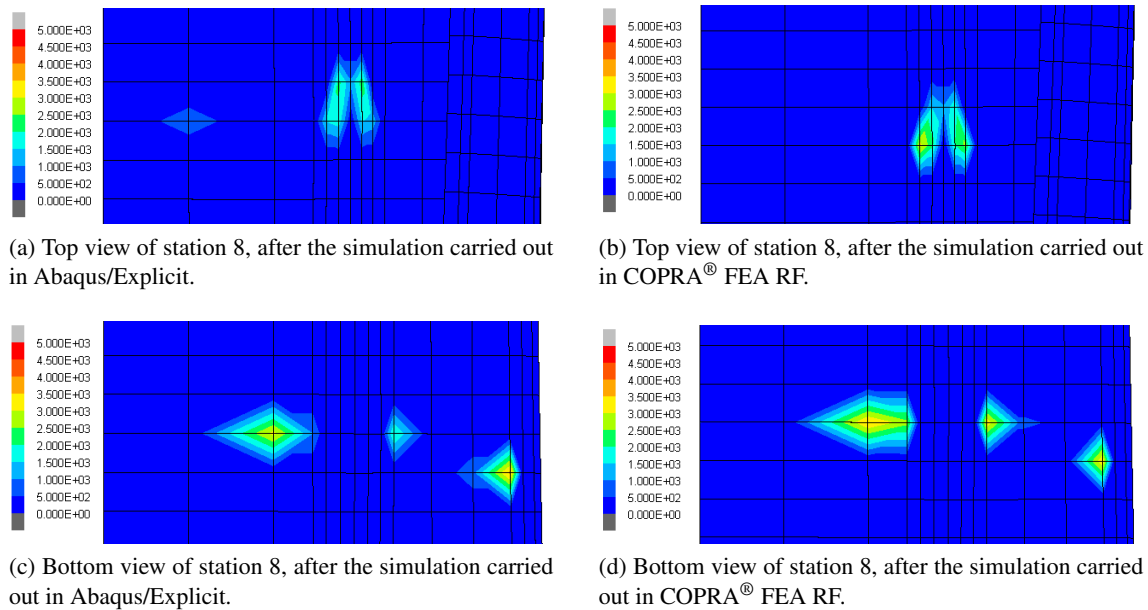 5.000E+03
4.500E+03
4.000E+03
3.500E+03
3.000E+03
2.500E+03
2.000E+03
1.500E+03
1.000E+03
5.000E+02
0.000E+00
(a) Top view of station 8, after the simulation carried out
in Abaqus/Explicit.
5.000E+03
4.500E+03
4.000E+03
3.500E+03
3.000E+03
2.500E+03
2.000E+03
1.500E+03
1.000E+03
5.000E+02
0.000E+00
(b) Top view of station 8, after the simulation carried out
in COPRA® FEA RF.
5.000E+03
4.500E+03
4.000E+03
3.500E+03
3.000E+03
2.500E+03
2.000E+03
1.500E+03
1.000E+03
5.000E+02
0.000E+00
(c) Bottom view of station 8, after the simulation carried
out in Abaqus/Explicit.
5.000E+03
4.500E+03
4.000E+03
3.500E+03
3.000E+03
2.500E+03
2.000E+03
1.500E+03
1.000E+03
5.000E+02
0.000E+00
(d) Bottom view of station 8, after the simulation carried
out in COPRA® FEA RF.